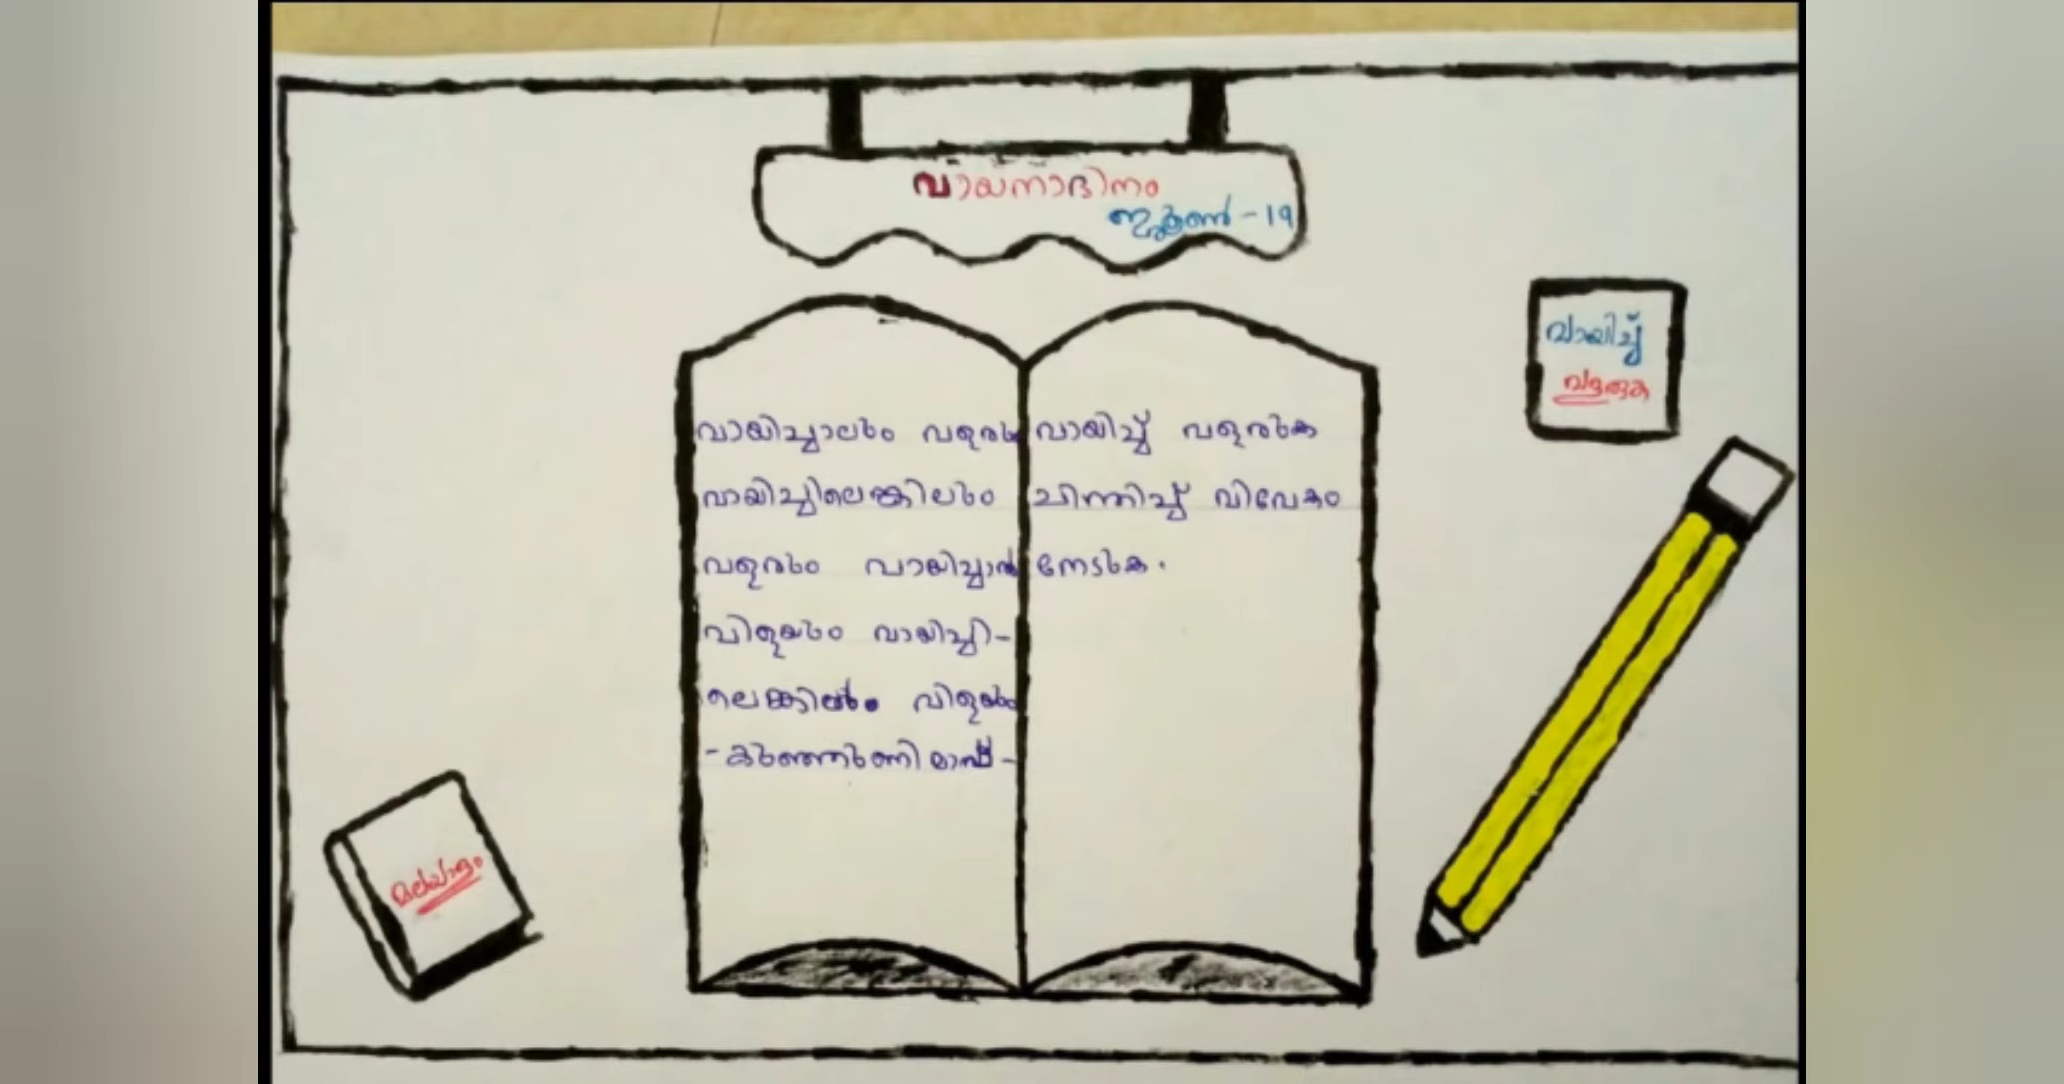 വായനാദിനം
ജൂൺ - 19
വായിച്ച്
വളരുക
വായിച്ചാലും വളരും
വായിച്ചിലെങ്കിലും
വളരും വായിച്ചാൽ
വിളയും വായിച്ചി-
ലെങ്കിൽ വിളയും
- കുഞ്ഞുണ്ണി മാഷ് -
വായിച്ച് വളരുക
ചിന്തിച്ച് വിവേകം
നേടുക.
മലയാളം